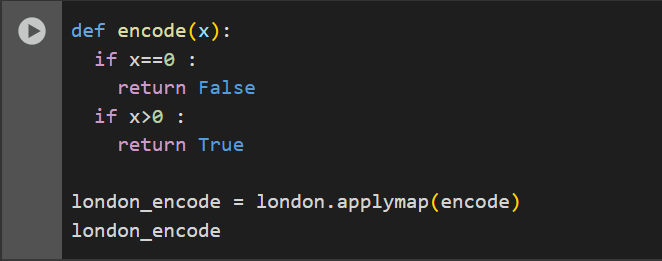 def encode(x):
  if x==0 :
    return False
  if x>0 :
    return True

london_encode = london.applymap(encode)
london_encode